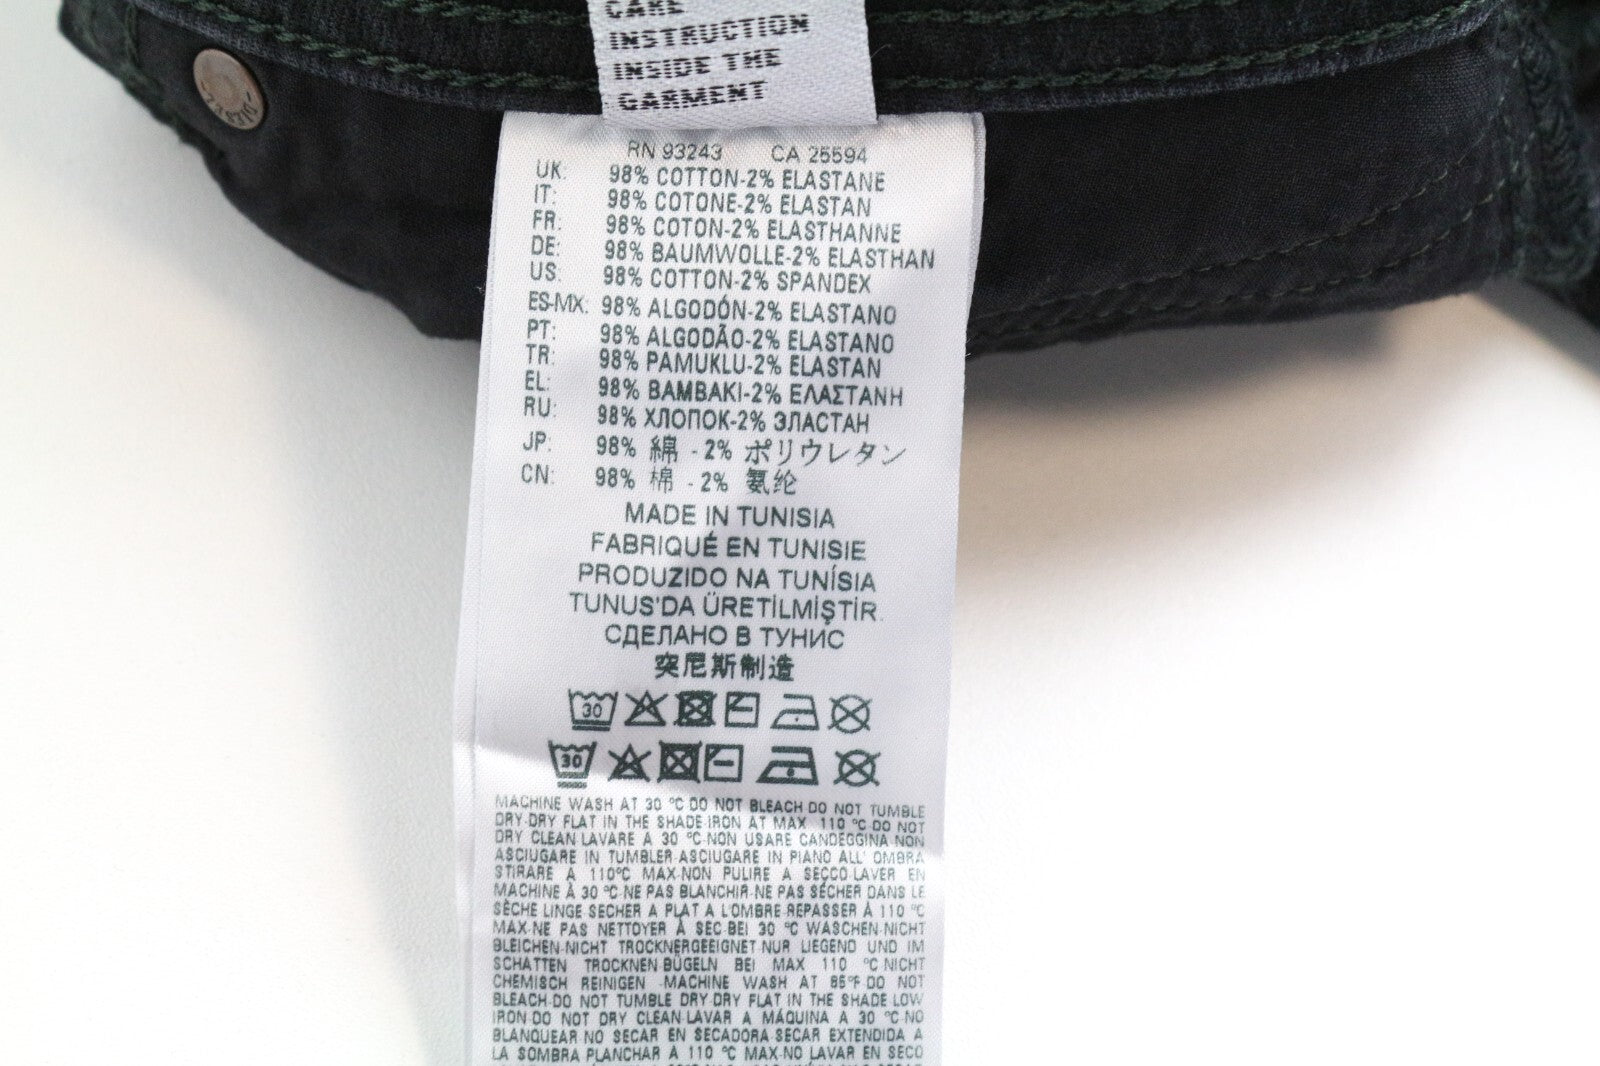 CARE
INSTRUCTION
INSIDE THE
GARMENT
RN 93243 CA 25594
UK: 98% COTTON-2% ELASTANE
IT: 98% COTONE-2% ELASTAN
FR: 98% COTON-2% ELASTHANNE
DE: 98% BAUMWOLLE-2% ELASTHAN
US: 98% COTTON-2% SPANDEX
ES-MX: 98% ALGODÓN-2% ELASTANO
PT: 98% ALGODÃO-2% ELASTANO
TR: 98% PAMUKLU-2% ELASTAN
EL: 98% BAMBAKI-2% ΕΛΑΣΤΑΝΗ
RU: 98% ХЛОПОК-2% ЭЛАСТАН
JP: 98% 綿 - 2% ポリウレタン
CN: 98% 棉 - 2% 氨纶
MADE IN TUNISIA
FABRIQUÉ EN TUNISIE
PRODUZIDO NA TUNÍSIA
TUNUS'DA ÜRETİLMİŞTİR.
СДЕЛАНО В ТУНИС
突尼斯制造
30
30
MACHINE WASH AT 30 °C-DO NOT BLEACH-DO NOT TUMBLE
DRY-DRY FLAT IN THE SHADE-IRON AT MAX. 110 °C-DO NOT
DRY CLEAN-LAVARE A 30 °C-NON USARE CANDEGGINA-NON
ASCIUGARE IN TUMBLER-ASCIUGARE IN PIANO ALL' OMBRA
STIRARE A 110°C MAX-NON PULIRE A SECCO-LAVER EN
MACHINE À 30 °C-NE PAS BLANCHIR-NE PAS SÉCHER DANS LE
SÈCHE LINGE-SECHER A PLAT A L'OMBRE-REPASSER À 110 °C
MAX-NE PAS NETTOYER À SEC-BEI 30 °C WASCHEN-NICHT
BLEICHEN-NICHT TROCKNERGEEIGNET-NUR LIEGEND UND IM
SCHATTEN TROCKNEN-BÜGELN BEI MAX 110 °C-NICHT
CHEMISCH REINIGEN -MACHINE WASH AT 85°F-DO NOT
BLEACH-DO NOT TUMBLE DRY-DRY FLAT IN THE SHADE-LOW
IRON-DO NOT DRY CLEAN-LAVAR A MÁQUINA A 30 °C-NO
BLANQUEAR-NO SECAR EN SECADORA-SECAR EXTENDIDA A
LA SOMBRA-PLANCHAR À 110 °C MAX-NO LAVAR EN SECO